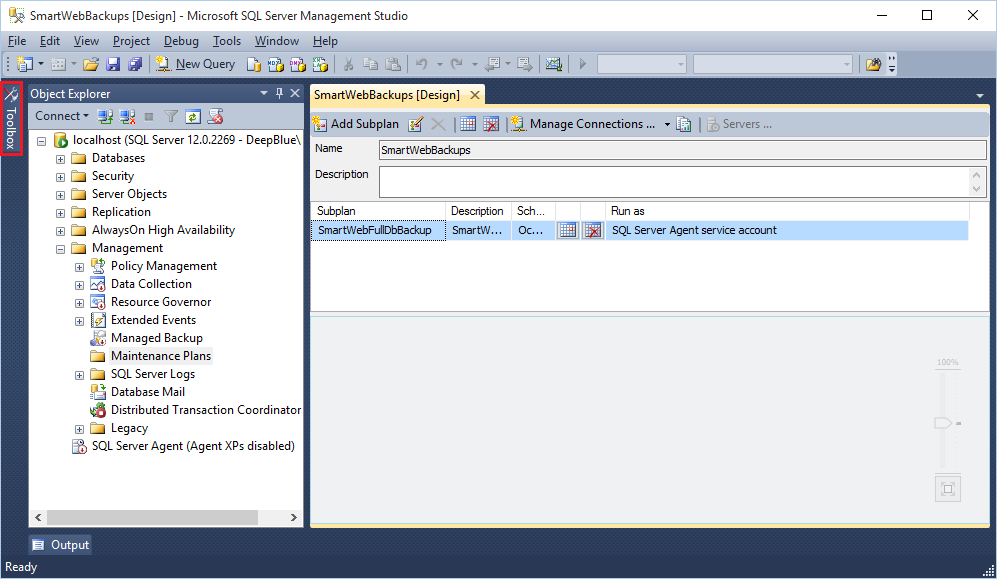 SmartWebBackups [Design] - Microsoft SQL Server Management Studio
File Edit View Project Debug Tools Window Help
New Query
Toolbox
Object Explorer
Connect
localhost (SQL Server 12.0.2269 - DeepBlue\
Databases
Security
Server Objects
Replication
AlwaysOn High Availability
Management
Policy Management
Data Collection
Resource Governor
Extended Events
Managed Backup
Maintenance Plans
SQL Server Logs
Database Mail
Distributed Transaction Coordinator
Legacy
SQL Server Agent (Agent XPs disabled)
SmartWebBackups [Design]
Add Subplan Manage Connections ... Servers ...
Name SmartWebBackups
Description
Subplan Description Sch... Run as
SmartWebFullDbBackup SmartW... Oc... SQL Server Agent service account
100%
Output
Ready